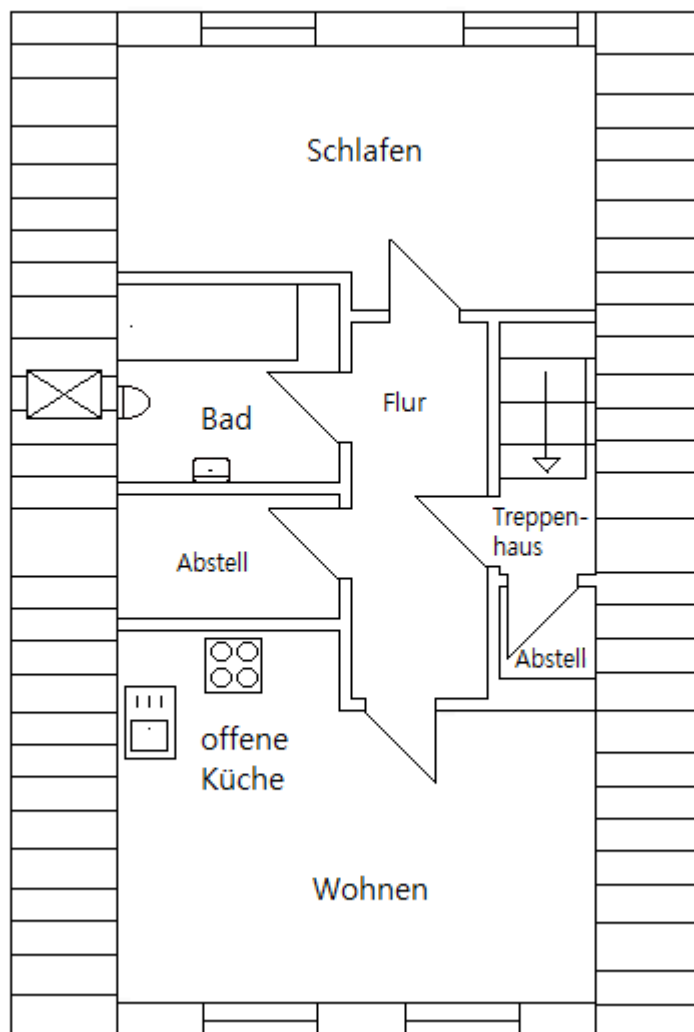 Schlafen
Flur
Bad
Treppen-
haus
Abstell
Abstell
offene
Küche
Wohnen